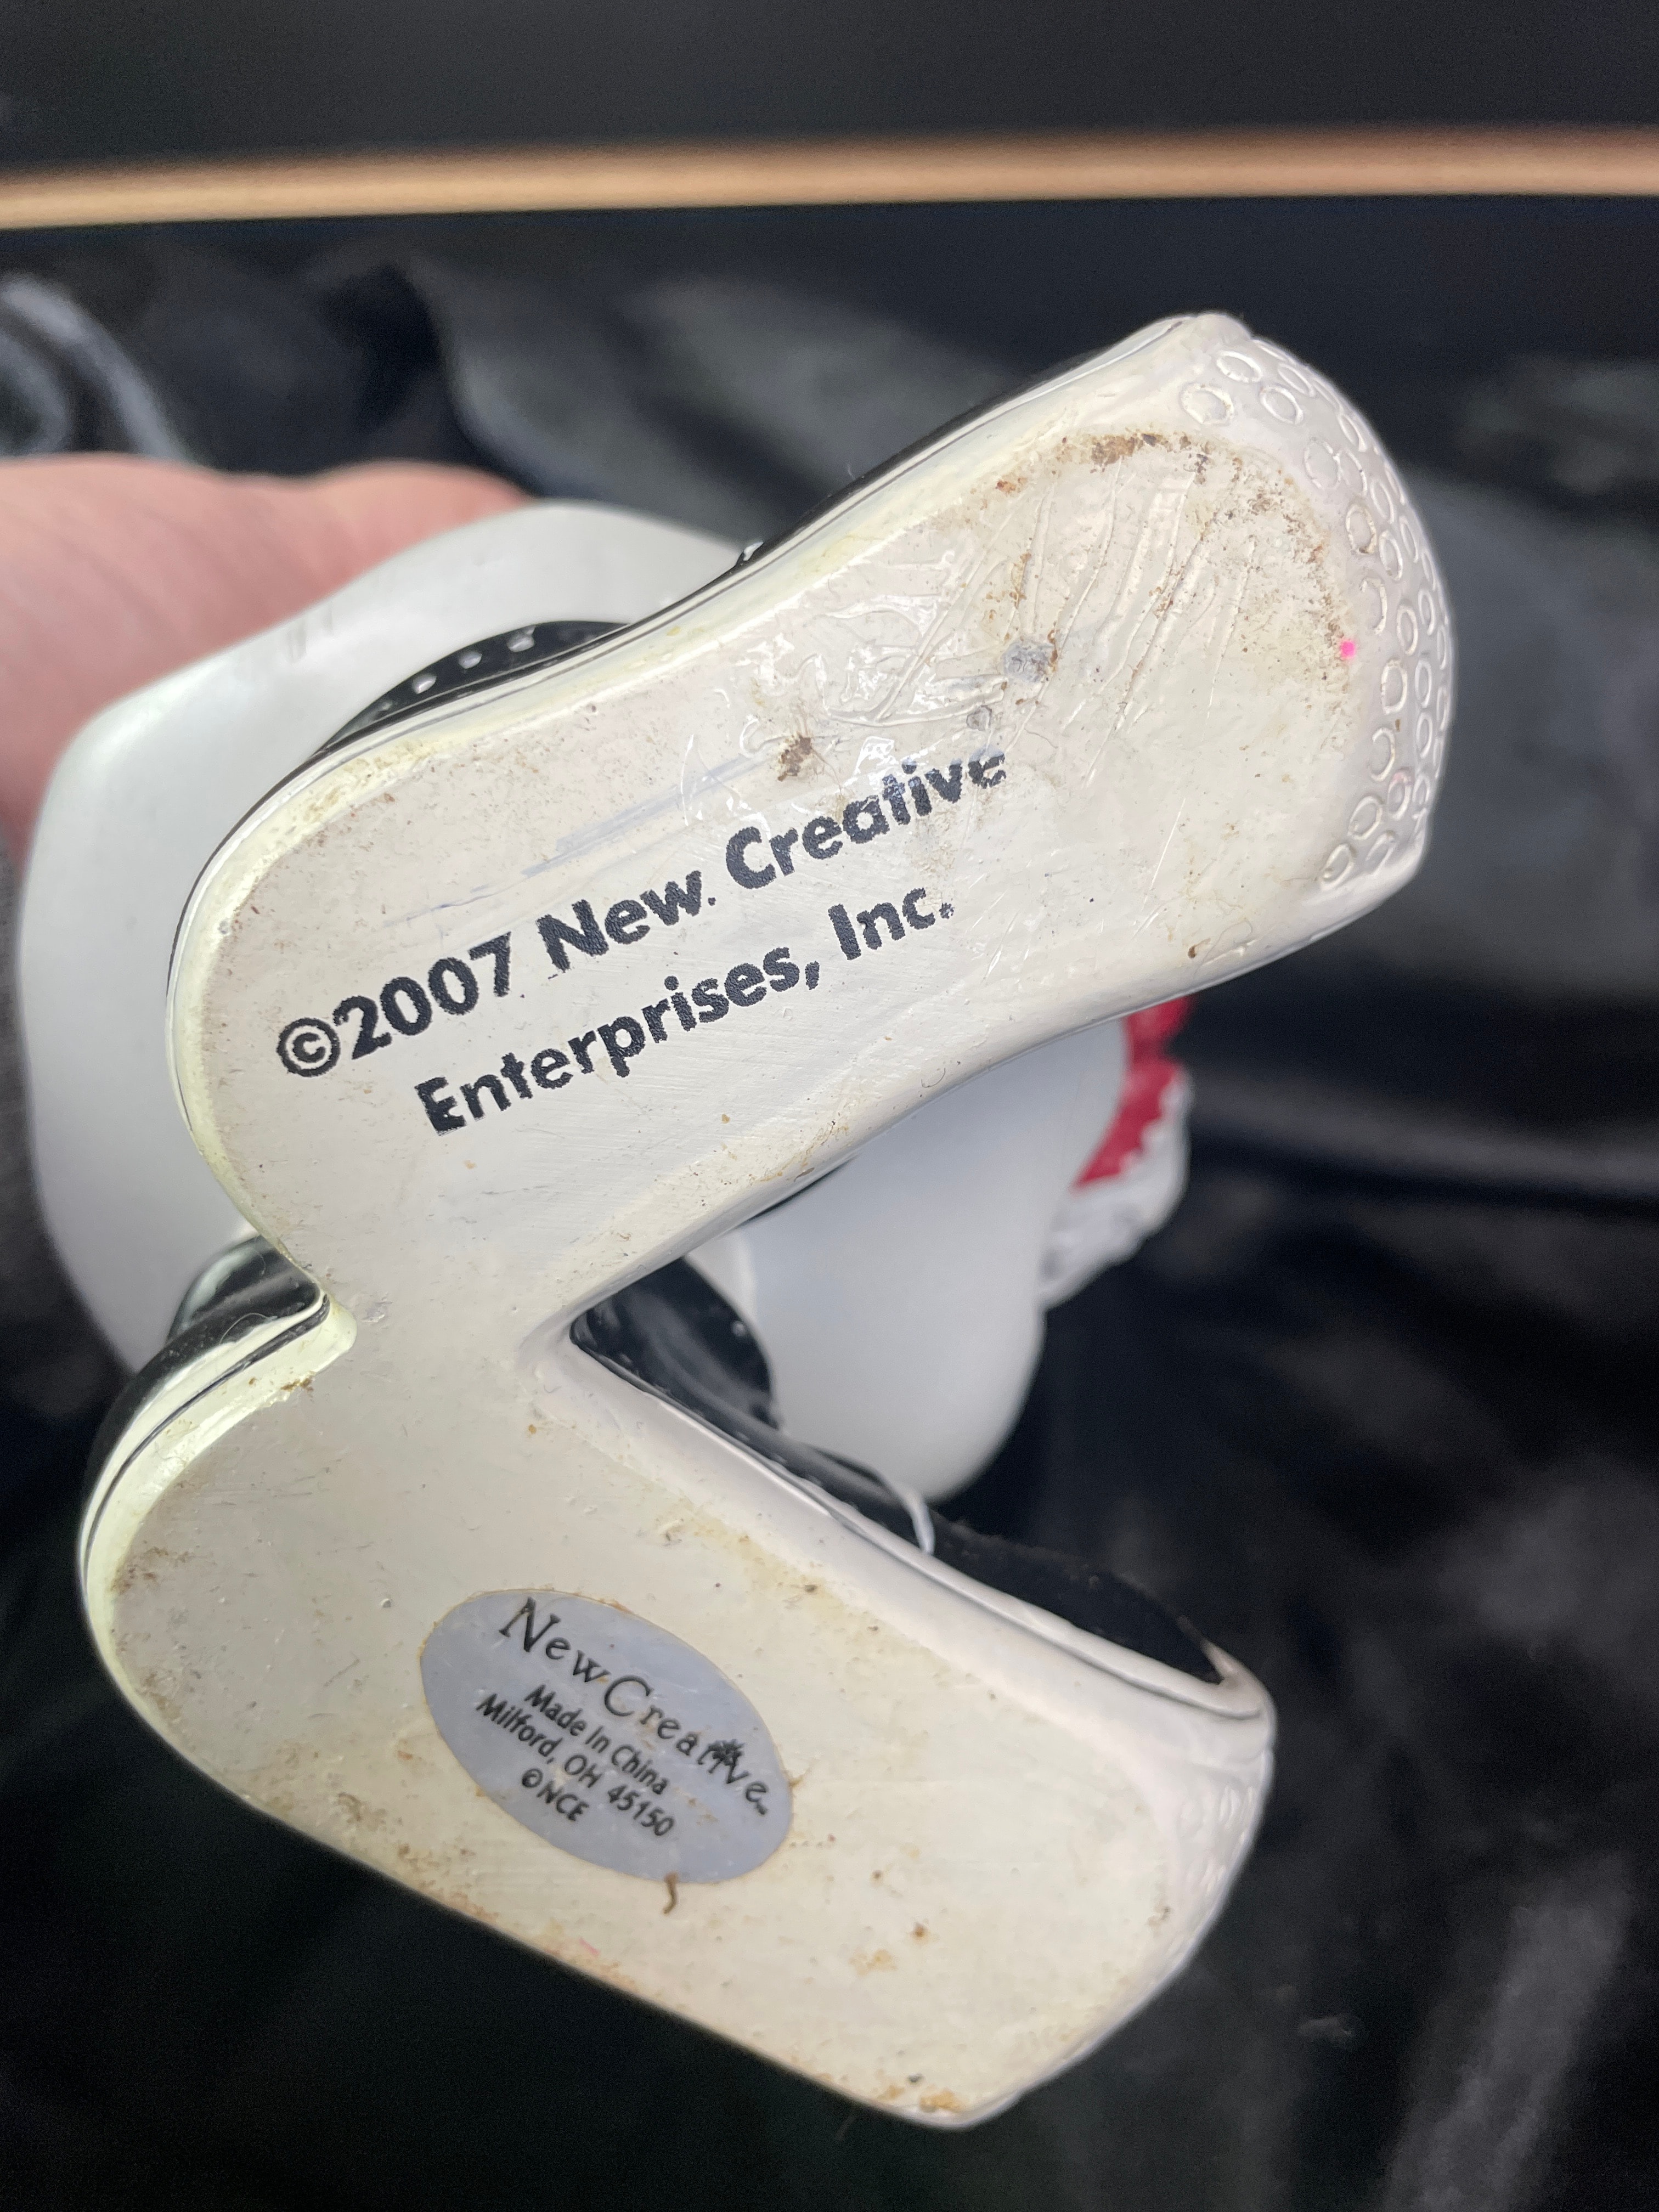 ©2007 New Creative
Enterprises, Inc.
NewCreative
Made In China
Milford, OH 45150
©NCE